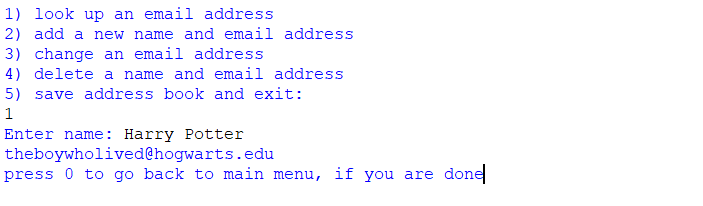 1) look up an email address
2) add a new name and email address
3) change an email address
4) delete a name and email address
5) save address book and exit:
1
Enter name: Harry Potter
theboywholived@hogwarts.edu
press 0 to go back to main menu, if you are done